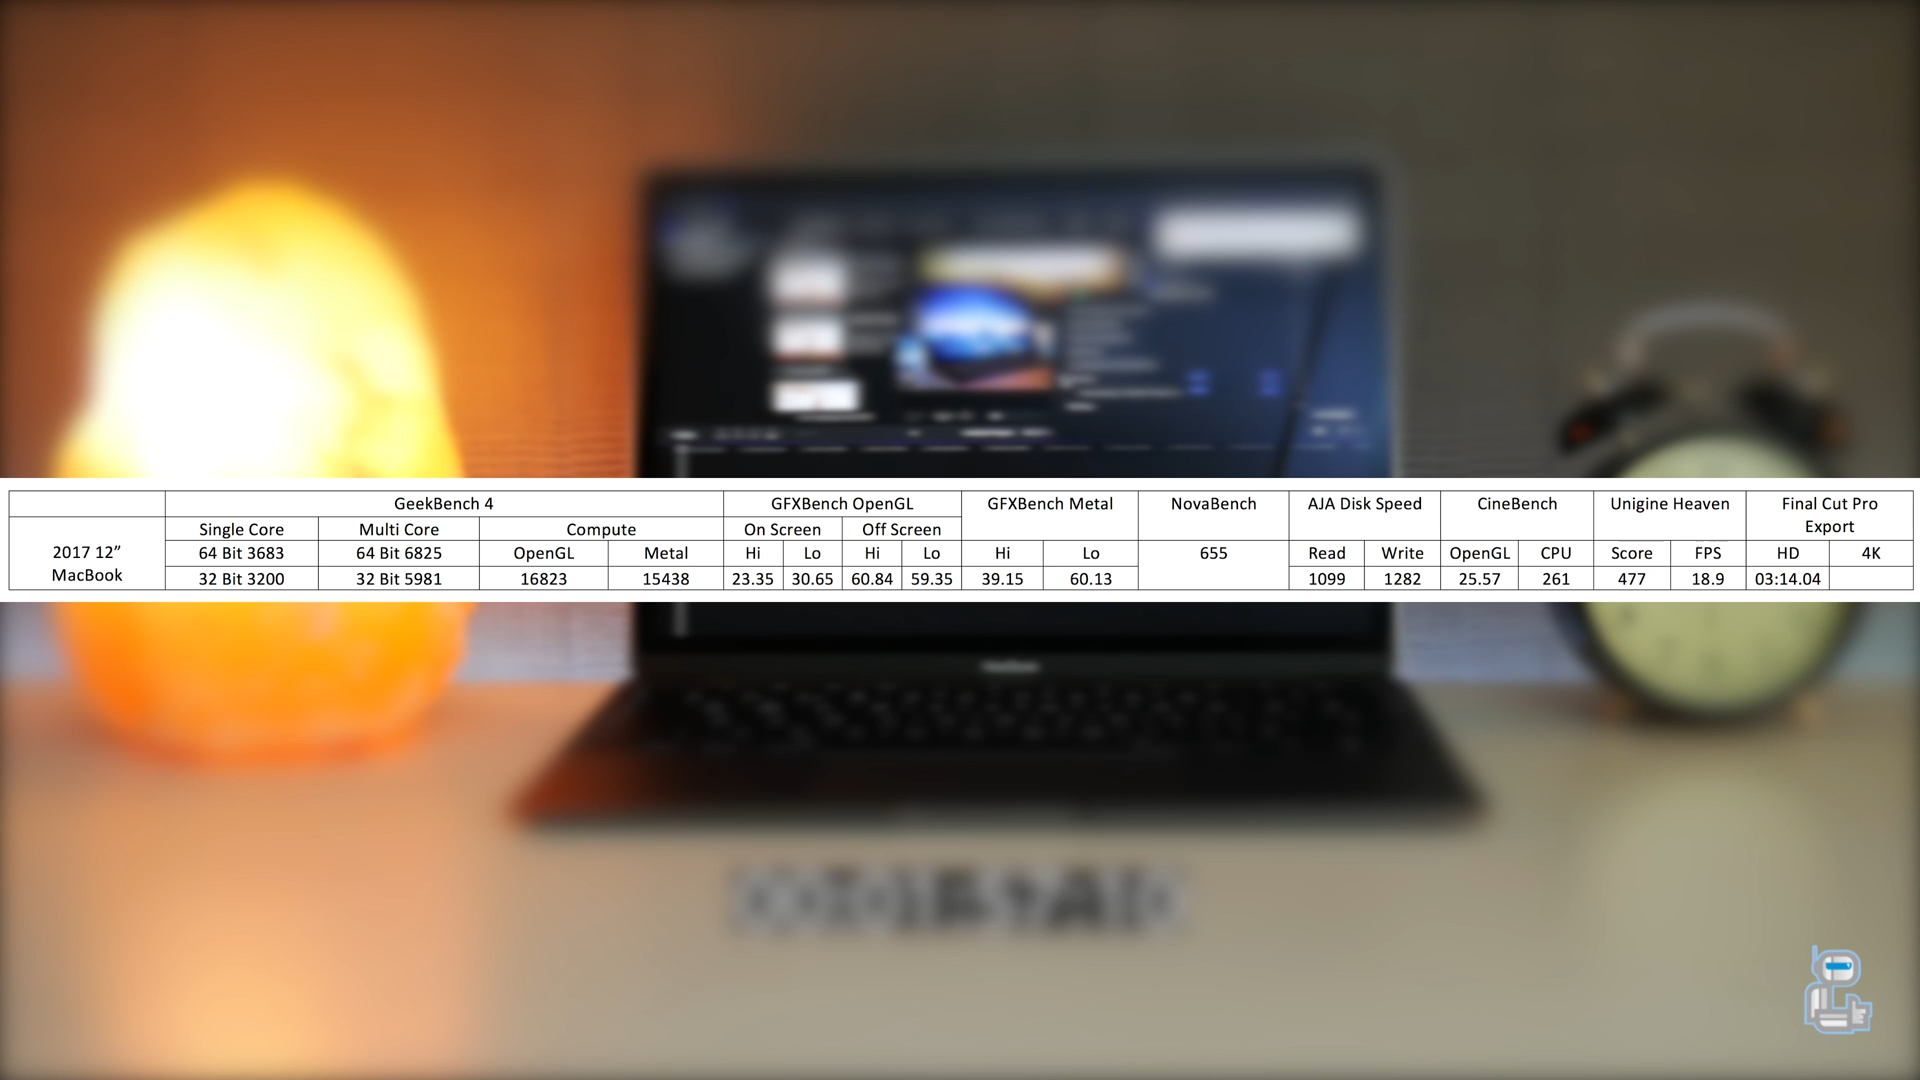 GeekBench 4 GFXBench OpenGL GFXBench Metal NovaBench AJA Disk Speed CineBench Unigine Heaven Final Cut Pro Export
Single Core Multi Core Compute On Screen Off Screen
2017 12” MacBook
64 Bit 3683 64 Bit 6825 OpenGL Metal Hi Lo Hi Lo Hi Lo 655 Read Write OpenGL CPU Score FPS HD 4K
32 Bit 3200 32 Bit 5981 16823 15438 23.35 30.65 60.84 59.35 39.15 60.13 1099 1282 25.57 261 477 18.9 03:14.04